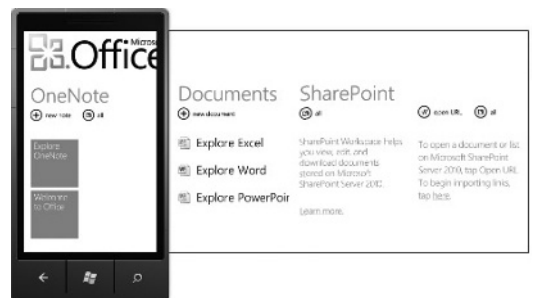 Microso
.Office
OneNote
new note
all
Explore
OneNote
Welcome
to Office
Documents
new document
Explore Excel
Explore Word
Explore PowerPoir
SharePoint
all
SharePoint Workspace helps
you view, edit, and
download documents
stored on Microsoft
SharePoint Server 2010.
Learn more.
open URL
all
To open a document or list
on Microsoft SharePoint
Server 2010, tap Open URL.
To begin importing links,
tap here.